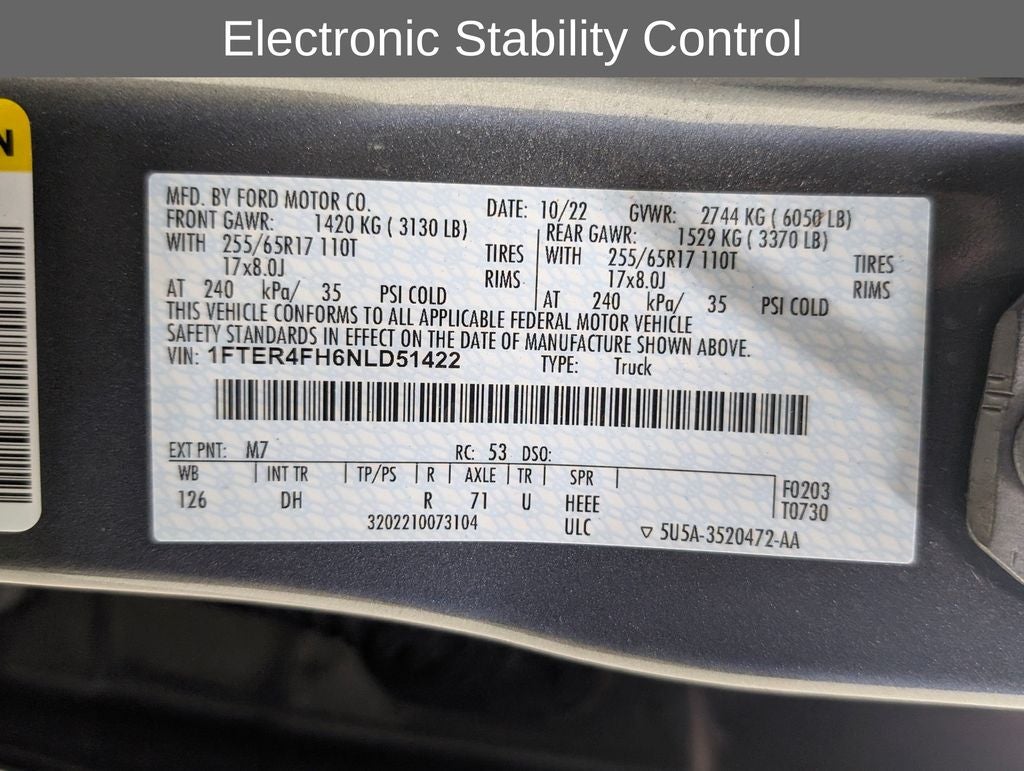 Electronic Stability Control
N
MFD. BY FORD MOTOR CO. DATE: 10/22 GVWR: 2744 KG ( 6050 LB)
FRONT GAWR: 1420 KG ( 3130 LB) REAR GAWR: 1529 KG ( 3370 LB)
WITH 255/65R17 110T TIRES WITH 255/65R17 110T TIRES
17x8.0J RIMS 17x8.0J RIMS
AT 240 kPa/ 35 PSI COLD AT 240 kPa/ 35 PSI COLD
THIS VEHICLE CONFORMS TO ALL APPLICABLE FEDERAL MOTOR VEHICLE
SAFETY STANDARDS IN EFFECT ON THE DATE OF MANUFACTURE SHOWN ABOVE.
VIN: 1FTER4FH6NLD51422 TYPE: Truck
EXT PNT: M7 RC: 53 DSO:
WB | INT TR | TP/PS | R | AXLE | TR | SPR |
126 DH R 71 U HEEE F0203
3202210073104 ULC T0730
▽ 5U5A-3520472-AA